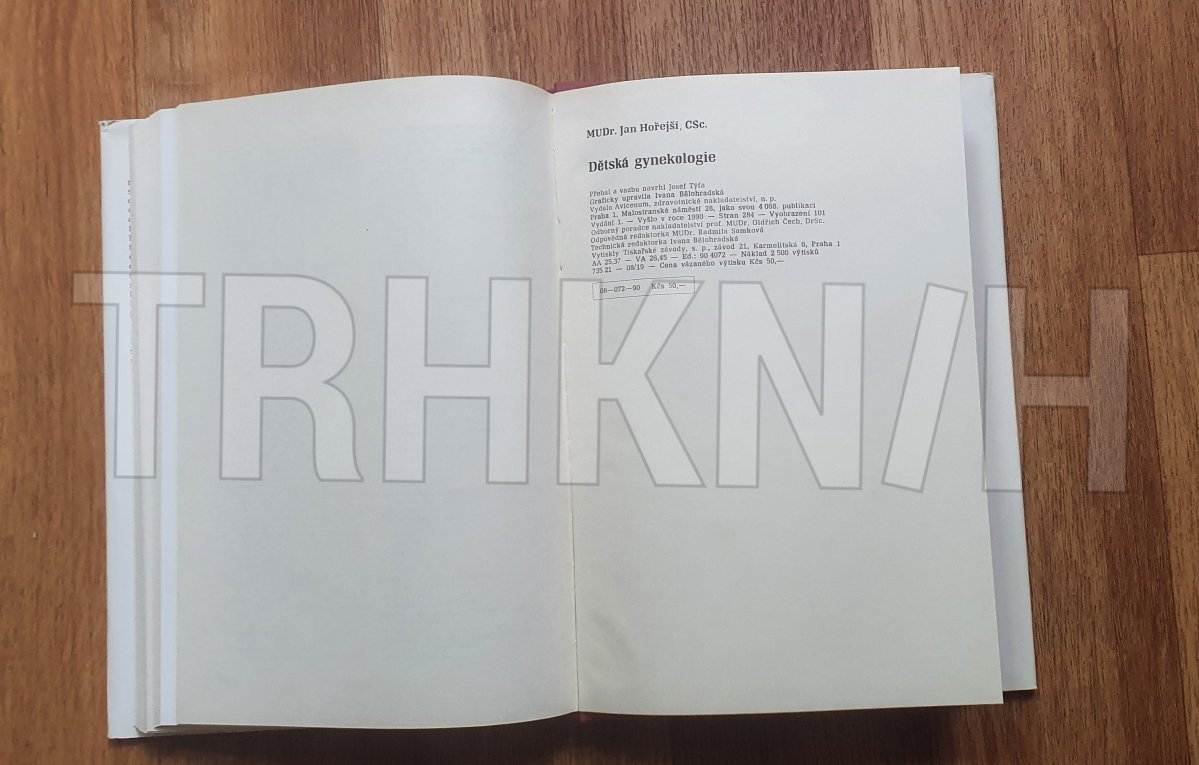 MUDr. Jan Hořejší, CSc.
Dětská gynekologie
Přebal a vazbu navrhl Josef Týfa
Graficky upravila Ivana Bělohradská
Vydalo Avicenum, zdravotnické nakladatelství, n. p.
Praha 1, Malostranské náměstí 28, jako svou 4 068. publikaci
Vydání 1. — Vyšlo v roce 1990 — Stran 284 — Vyobrazení 101
Odborný poradce nakladatelství prof. MUDr. Oldřich Čech, DrSc.
Odpovědná redaktorka MUDr. Radmila Samková
Technická redaktorka Ivana Bělohradská
Vytiskly Tiskařské závody, s. p., závod 21, Karmelitská 6, Praha 1
AA 25,37 — VA 26,45 — Ed.: 90 4072 — Náklad 2 500 výtisků
735 21 — 08/19 — Cena vázaného výtisku Kčs 50,—
08—072—90 Kčs 50,—
TRHKNIH